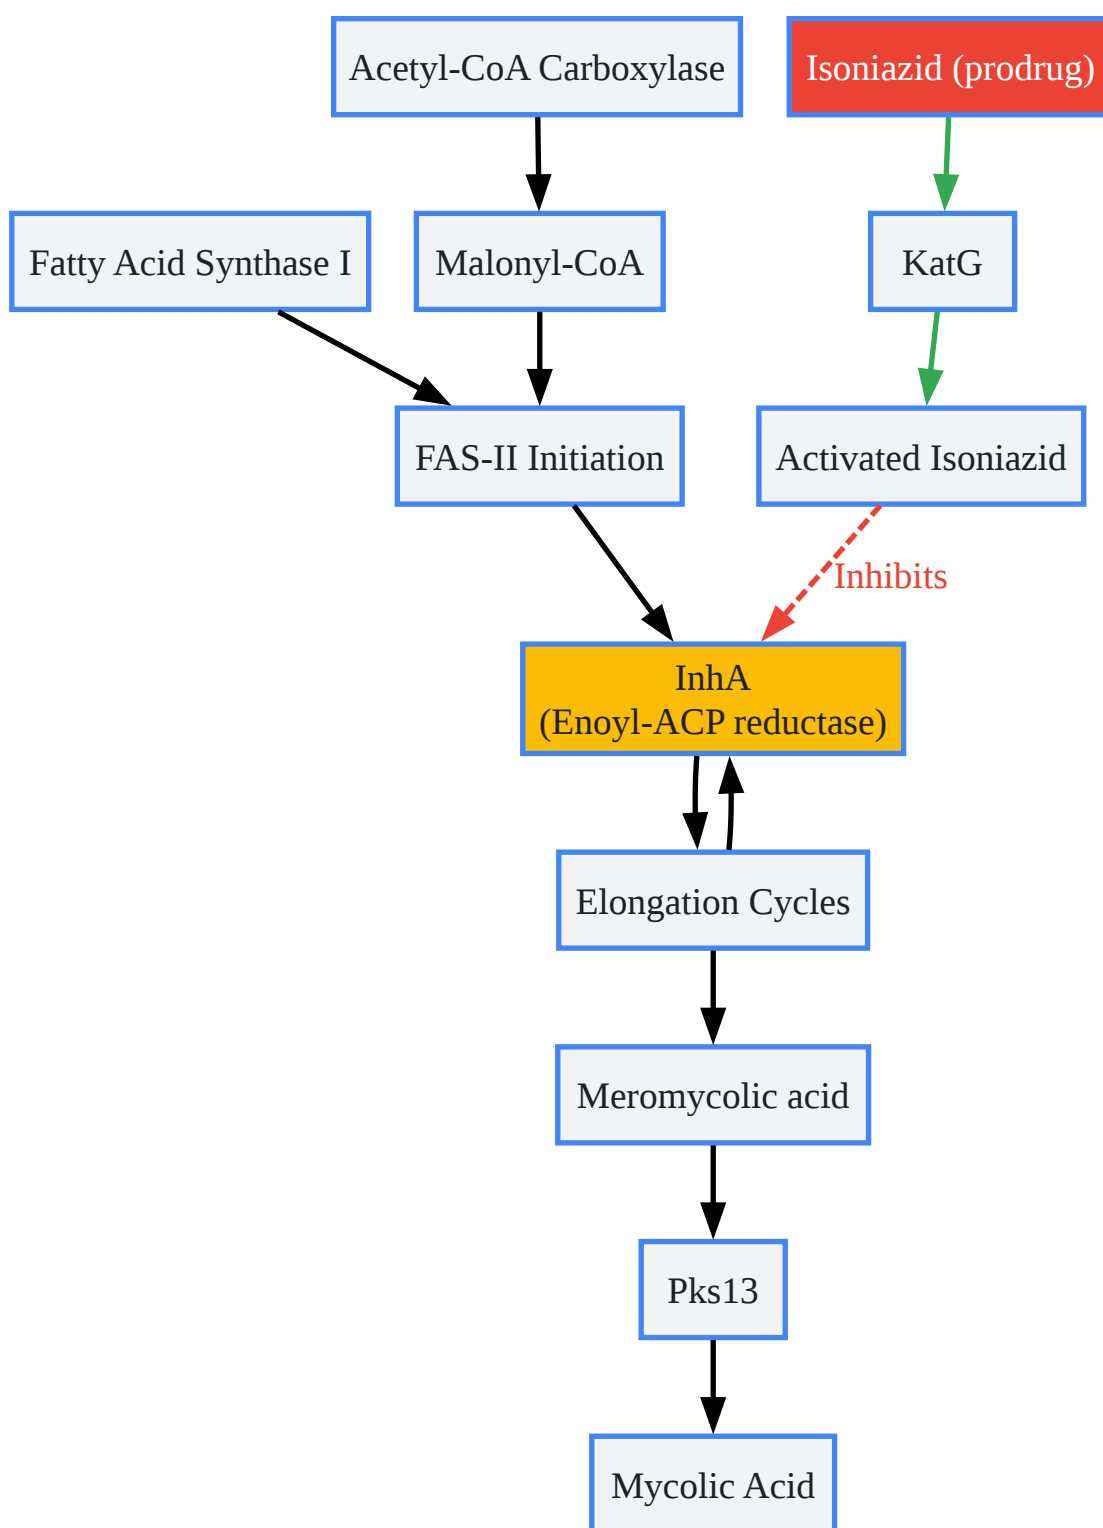 Acetyl-CoA Carboxylase
Isoniazid (prodrug)
Fatty Acid Synthase I
Malonyl-CoA
KatG
FAS-II Initiation
Activated Isoniazid
Inhibits
InhA
(Enoyl-ACP reductase)
Elongation Cycles
Meromycolic acid
Pks13
Mycolic Acid